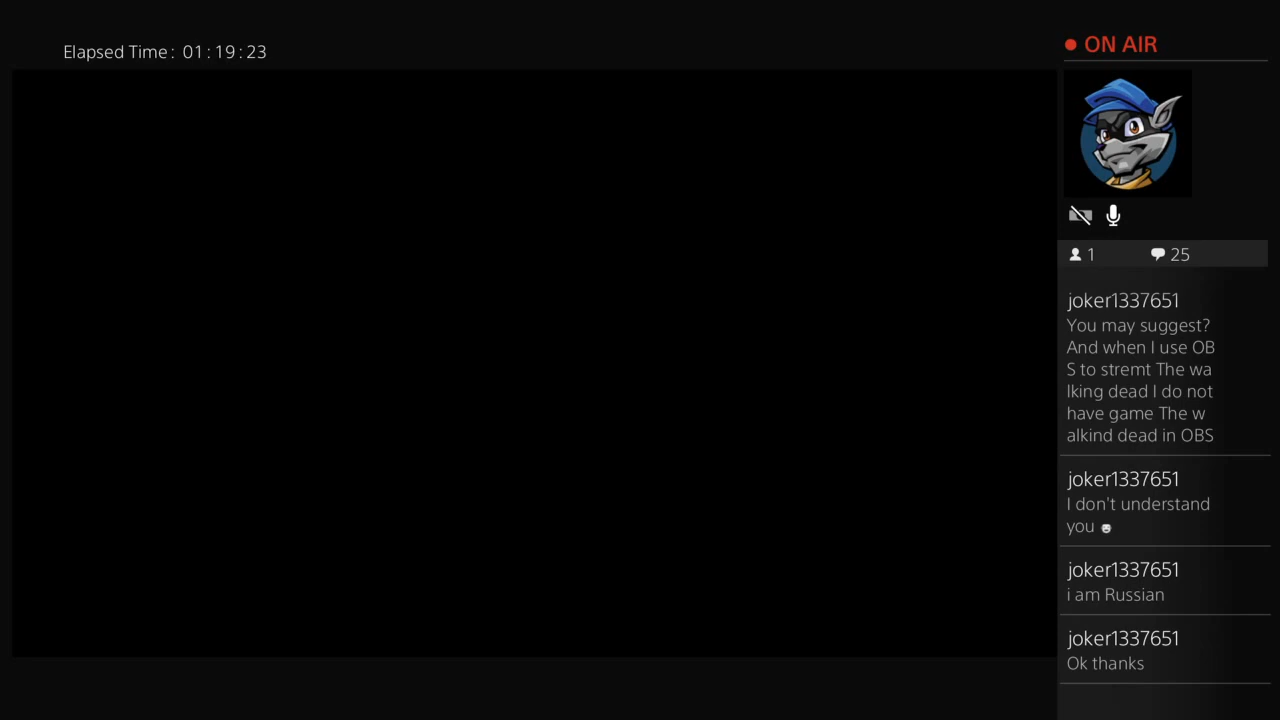 Elapsed Time: 01:19:23
ON AIR
1 25
joker1337651
You may suggest?
And when I use OB
S to stremt The wa
lking dead I do not
have game The w
alkind dead in OBS
joker1337651
I don't understand
you
joker1337651
i am Russian
joker1337651
Ok thanks